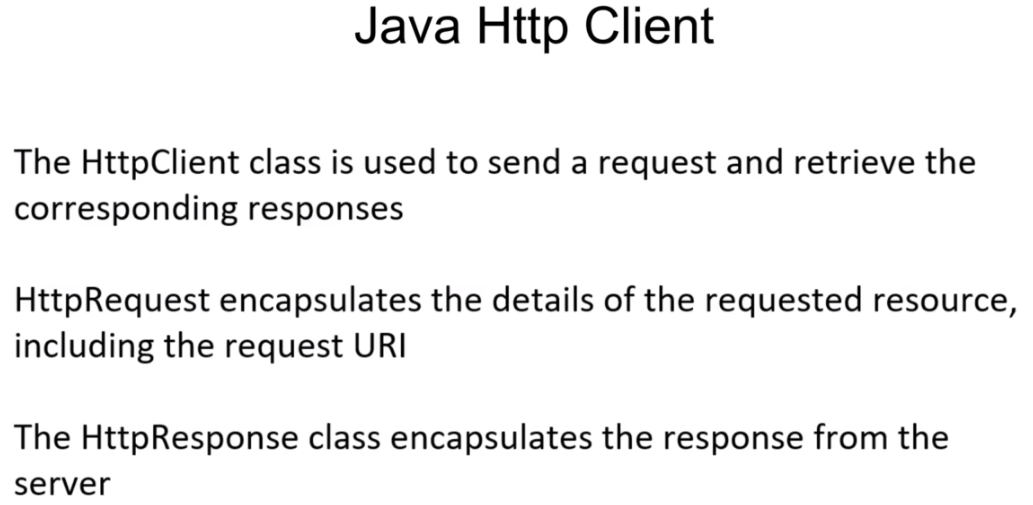 Java Http Client
The HttpClient class is used to send a request and retrieve the
corresponding responses
HttpRequest encapsulates the details of the requested resource,
including the request URI
The HttpResponse class encapsulates the response from the
server